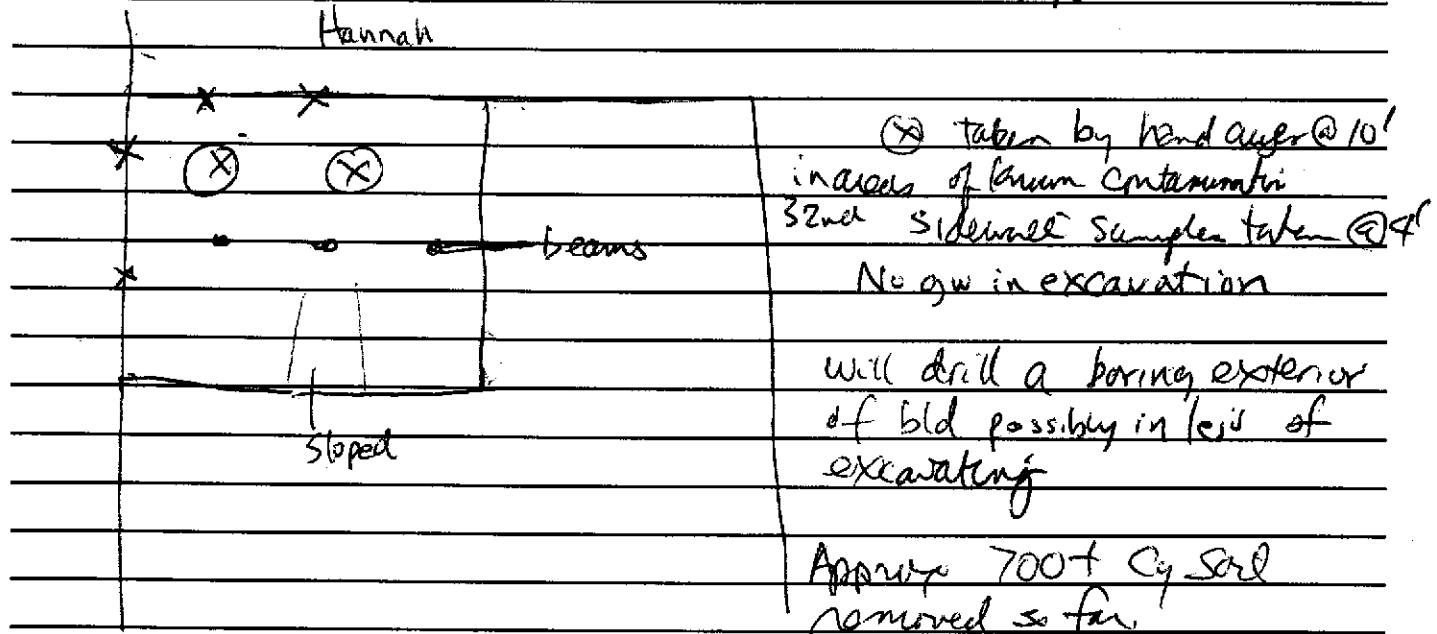 Hannah
⊗ taken by hand auger @ 10'
in areas of known contaminatin
32nd
sidewall samples taken @ 4'
beams
No gw in excavation
will drill a boring exterior
of bld possibly in leiu of
excavating
sloped
Approx 700+ Cy Soil
removed so far.